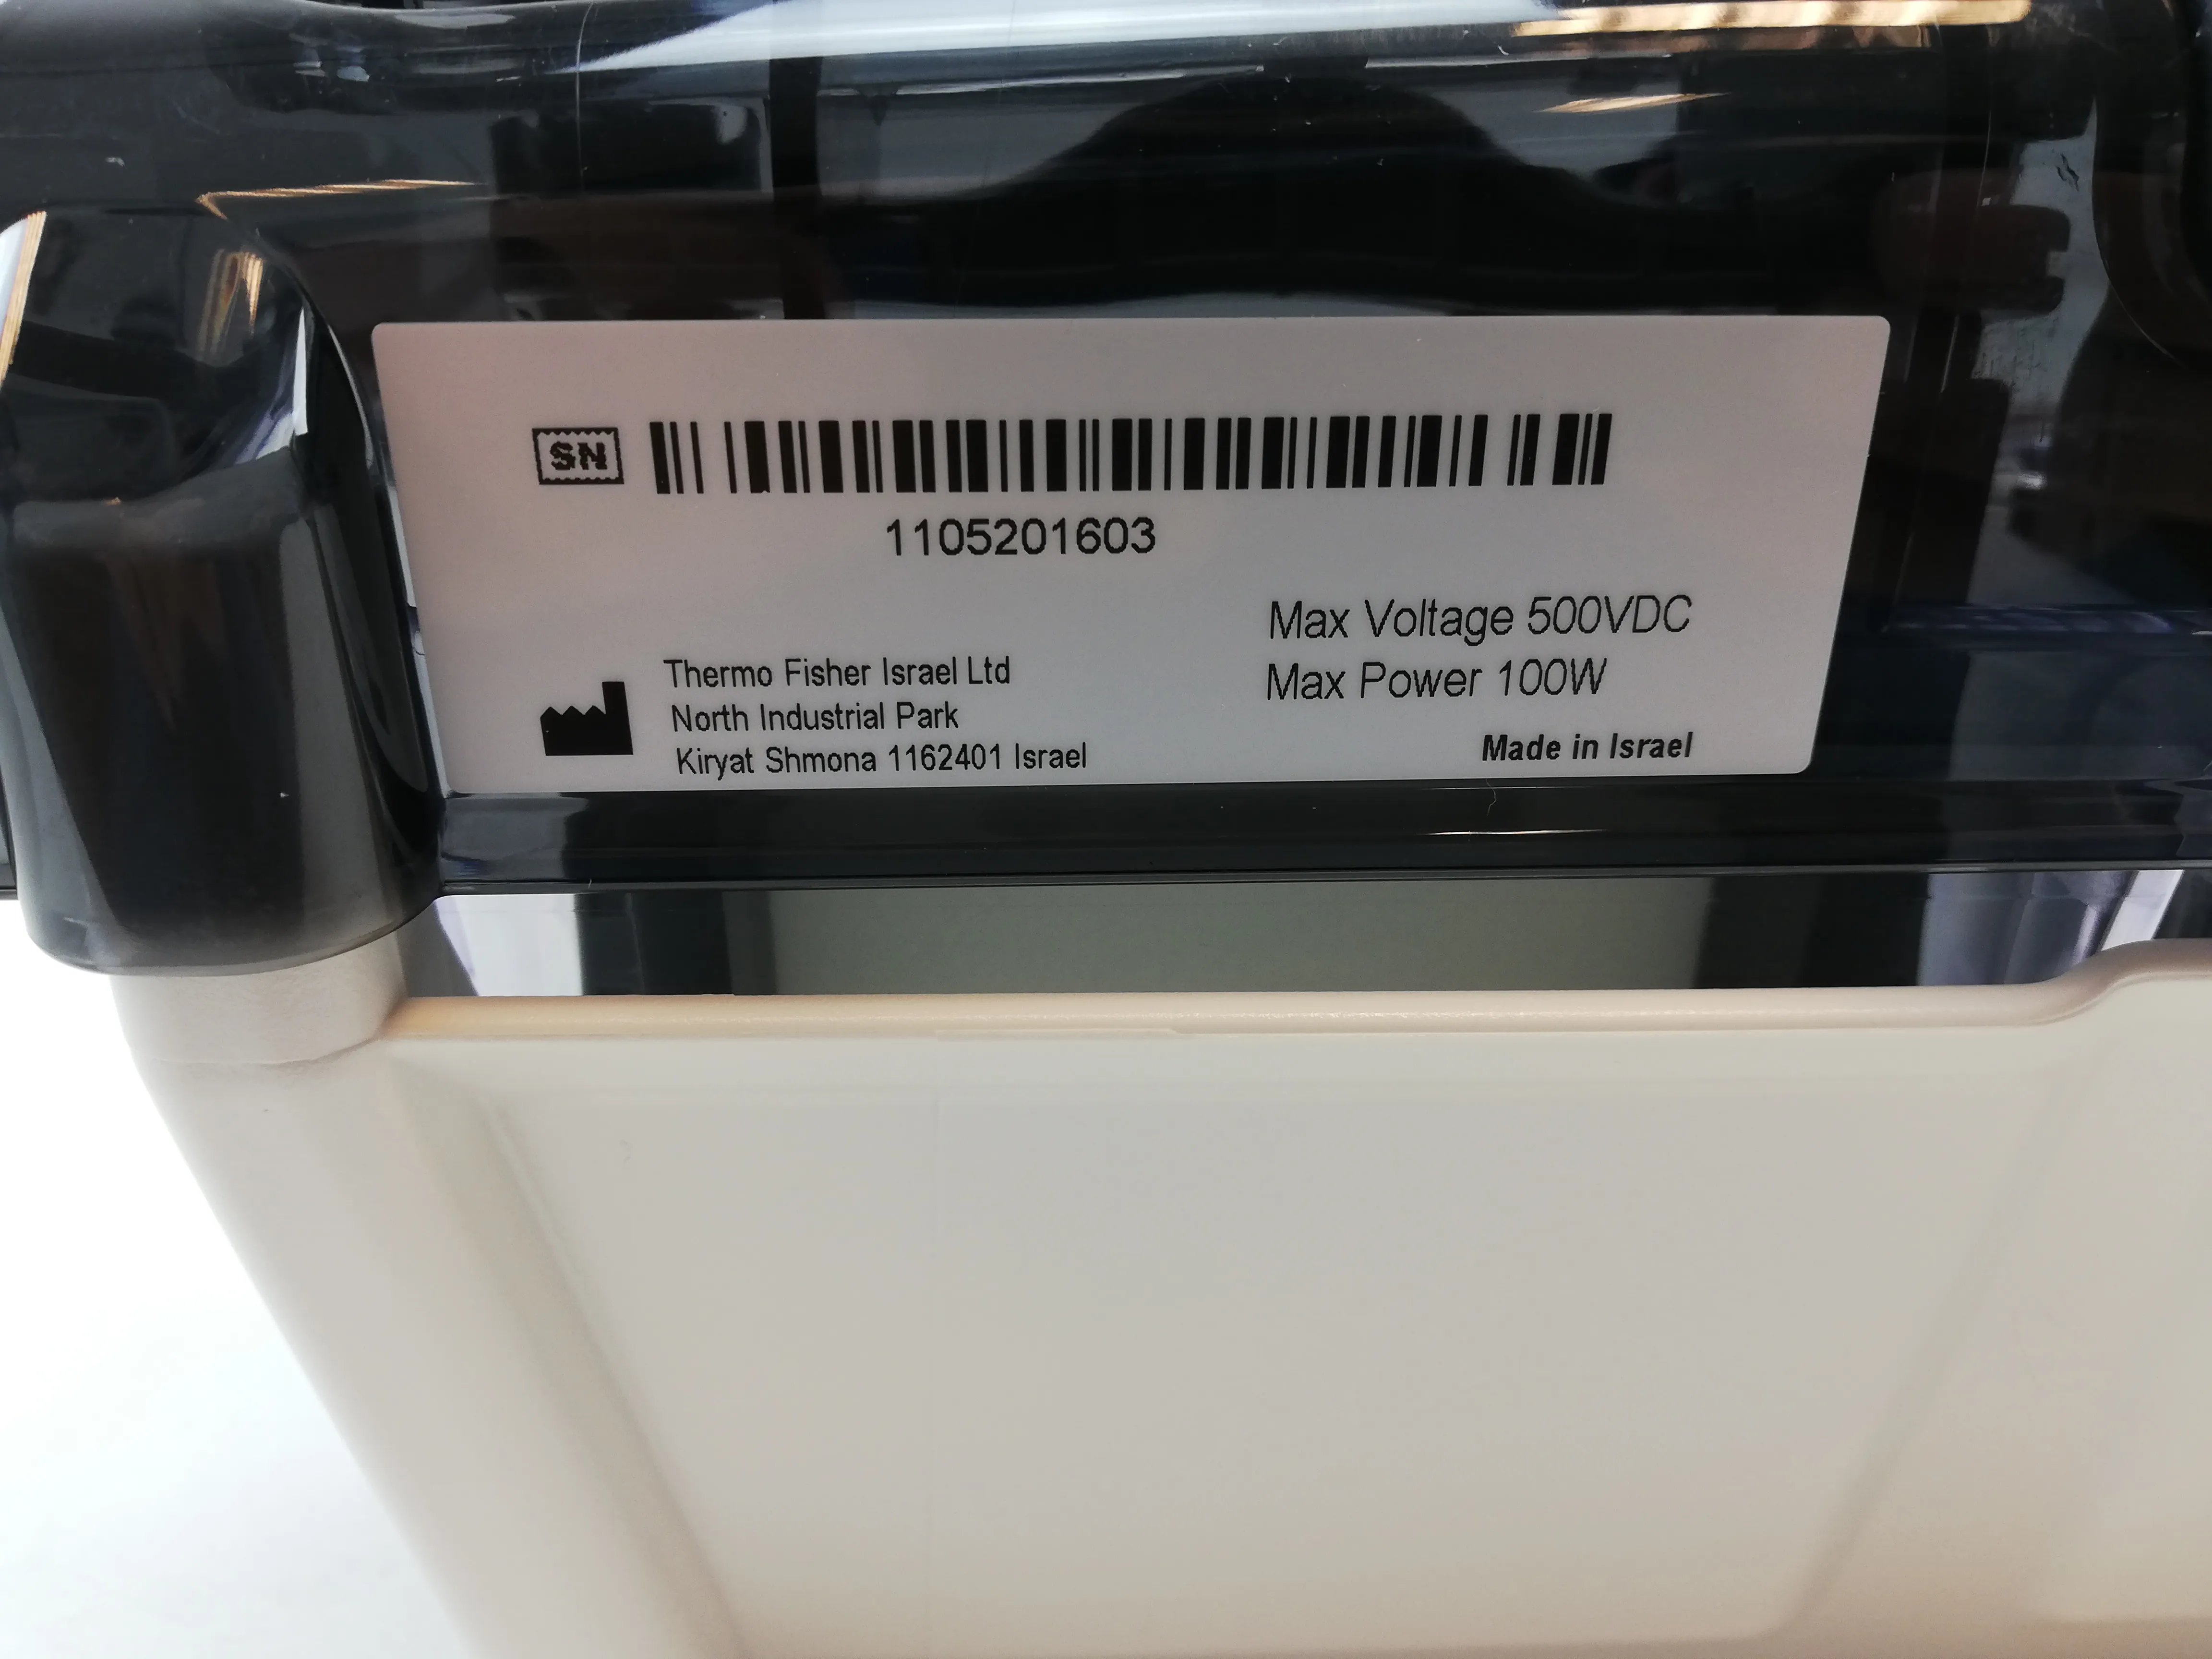 SN
1105201603
Max Voltage 500VDC
Max Power 100W
Thermo Fisher Israel Ltd
North Industrial Park
Kiryat Shmona 1162401 Israel
Made in Israel